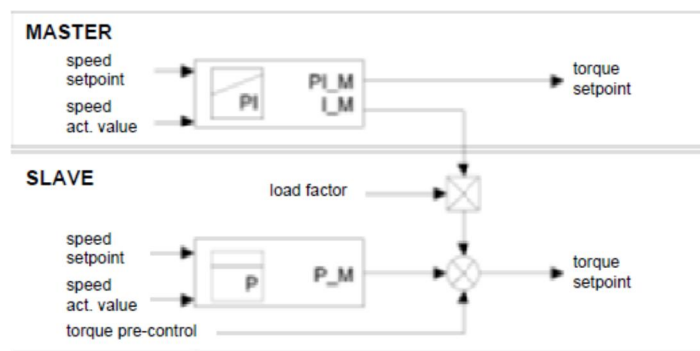 MASTER
speed
setpoint
speed
act. value
PI
PI_M
I_M
torque
setpoint
SLAVE
load factor
speed
setpoint
speed
act. value
P
P_M
torque
setpoint
torque pre-control